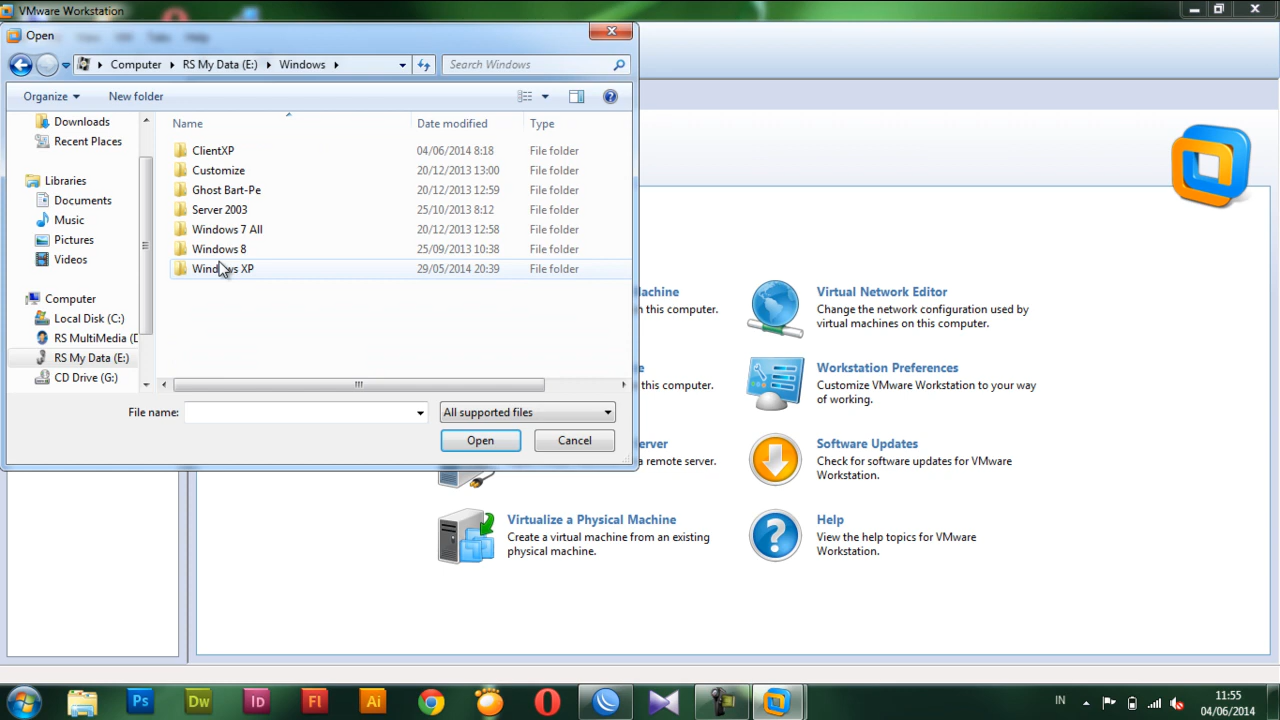 VMware Workstation
Open
Computer
RS My Data (E:)
Windows
Search Windows
Organize
New folder
Name
Date modified
Type
Downloads
Recent Places
Libraries
Documents
Music
Pictures
Videos
Computer
Local Disk (C:)
RS MultiMedia (D
RS My Data (E:)
CD Drive (G:)
ClientXP 04/06/2014 8:18 File folder
Customize 20/12/2013 13:00 File folder
Ghost Bart-Pe 20/12/2013 12:59 File folder
Server 2003 25/10/2013 8:12 File folder
Windows 7 All 20/12/2013 12:58 File folder
Windows 8 25/09/2013 10:38 File folder
Windows XP 29/05/2014 20:39 File folder
File name:
All supported files
Open
Cancel
achine
n this computer.
e
this computer.
erver
a remote server.
Virtualize a Physical Machine
Create a virtual machine from an existing
physical machine.
Virtual Network Editor
Change the network configuration used by
virtual machines on this computer.
Workstation Preferences
Customize VMware Workstation to your way
of working.
Software Updates
Check for software updates for VMware
Workstation.
Help
View the help topics for VMware
Workstation.
Ps
Dw
Id
Fl
Ai
IN
11:55
04/06/2014